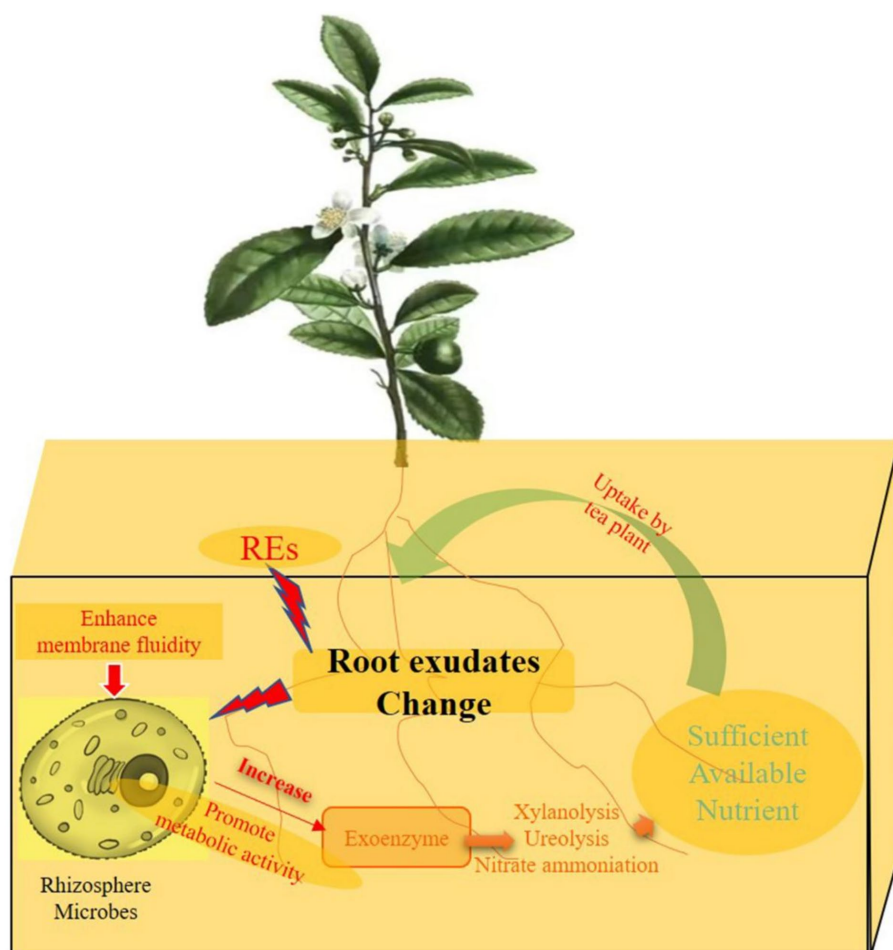 Uptake by
tea plant
REs
Enhance
membrane fluidity
Root exudates
Change
Sufficient
Available
Nutrient
Increase
Promote
metabolic activity
Exoenzyme
Xylanolysis
Ureolysis
Nitrate ammoniation
Rhizosphere
Microbes